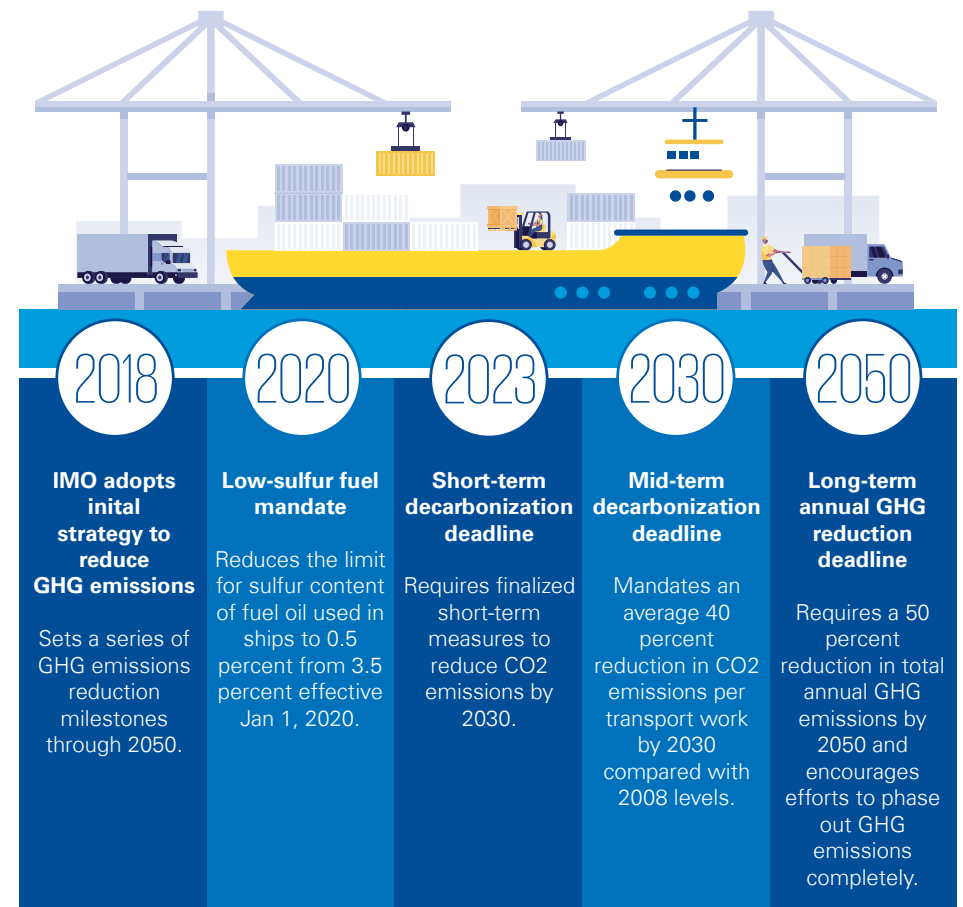 2018
IMO adopts
inital
strategy to
reduce
GHG emissions
Sets a series of
GHG emissions
reduction
milestones
through 2050.
2020
Low-sulfur fuel
mandate
Reduces the limit
for sulfur content
of fuel oil used in
ships to 0.5
percent from 3.5
percent effective
Jan 1, 2020.
2023
Short-term
decarbonization
deadline
Requires finalized
short-term
measures to
reduce CO2
emissions by
2030.
2030
Mid-term
decarbonization
deadline
Mandates an
average 40
percent
reduction in CO2
emissions per
transport work
by 2030
compared with
2008 levels.
2050
Long-term
annual GHG
reduction
deadline
Requires a 50
percent
reduction in total
annual GHG
emissions by
2050 and
encourages
efforts to phase
out GHG
emissions
completely.